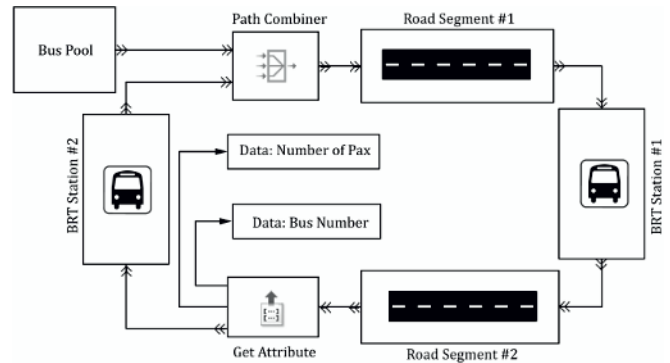 Path Combiner
Road Segment #1
Bus Pool
BRT Station #2
Data: Number of Pax
BRT Station #1
Data: Bus Number
[...]
Get Attribute
Road Segment #2